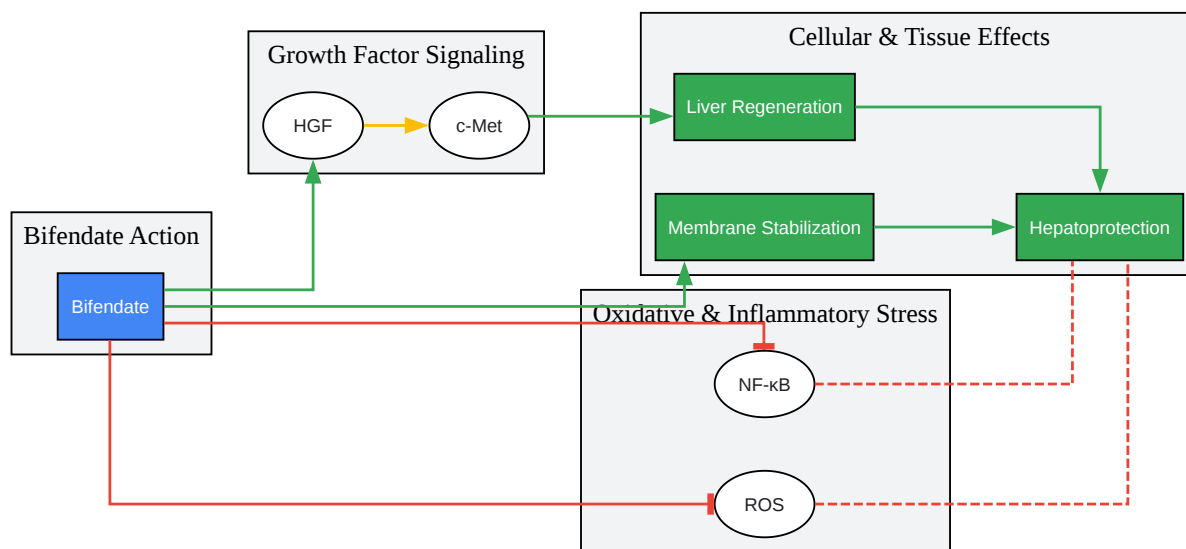 Cellular & Tissue Effects
Growth Factor Signaling
Liver Regeneration
HGF
c-Met
Membrane Stabilization
Hepatoprotection
Bifendate Action
Bifendate
Oxidative & Inflammatory Stress
NF-κB
ROS